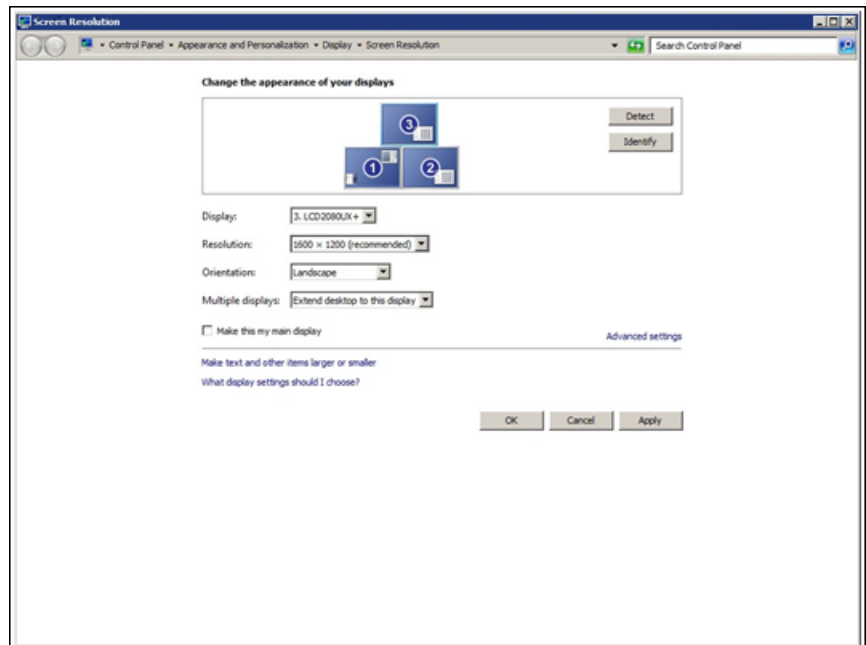 Screen Resolution
Control Panel • Appearance and Personalization • Display • Screen Resolution
Search Control Panel
Change the appearance of your displays
3
1
2
Detect
Identify
Display: 3. LCD2080UX+
Resolution: 1600 × 1200 (recommended)
Orientation: Landscape
Multiple displays: Extend desktop to this display
Make this my main display
Advanced settings
Make text and other items larger or smaller
What display settings should I choose?
OK Cancel Apply